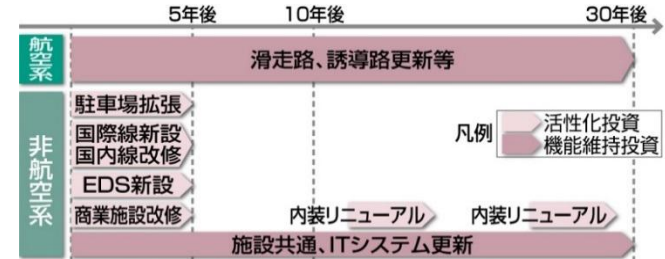 5年後
10年後
30年後
航空系
滑走路、誘導路更新等
非航空系
駐車場拡張
国際線新設
国内線改修
EDS新設
商業施設改修
内装リニューアル
内装リニューアル
施設共通、ITシステム更新
凡例
活性化投資
機能維持投資